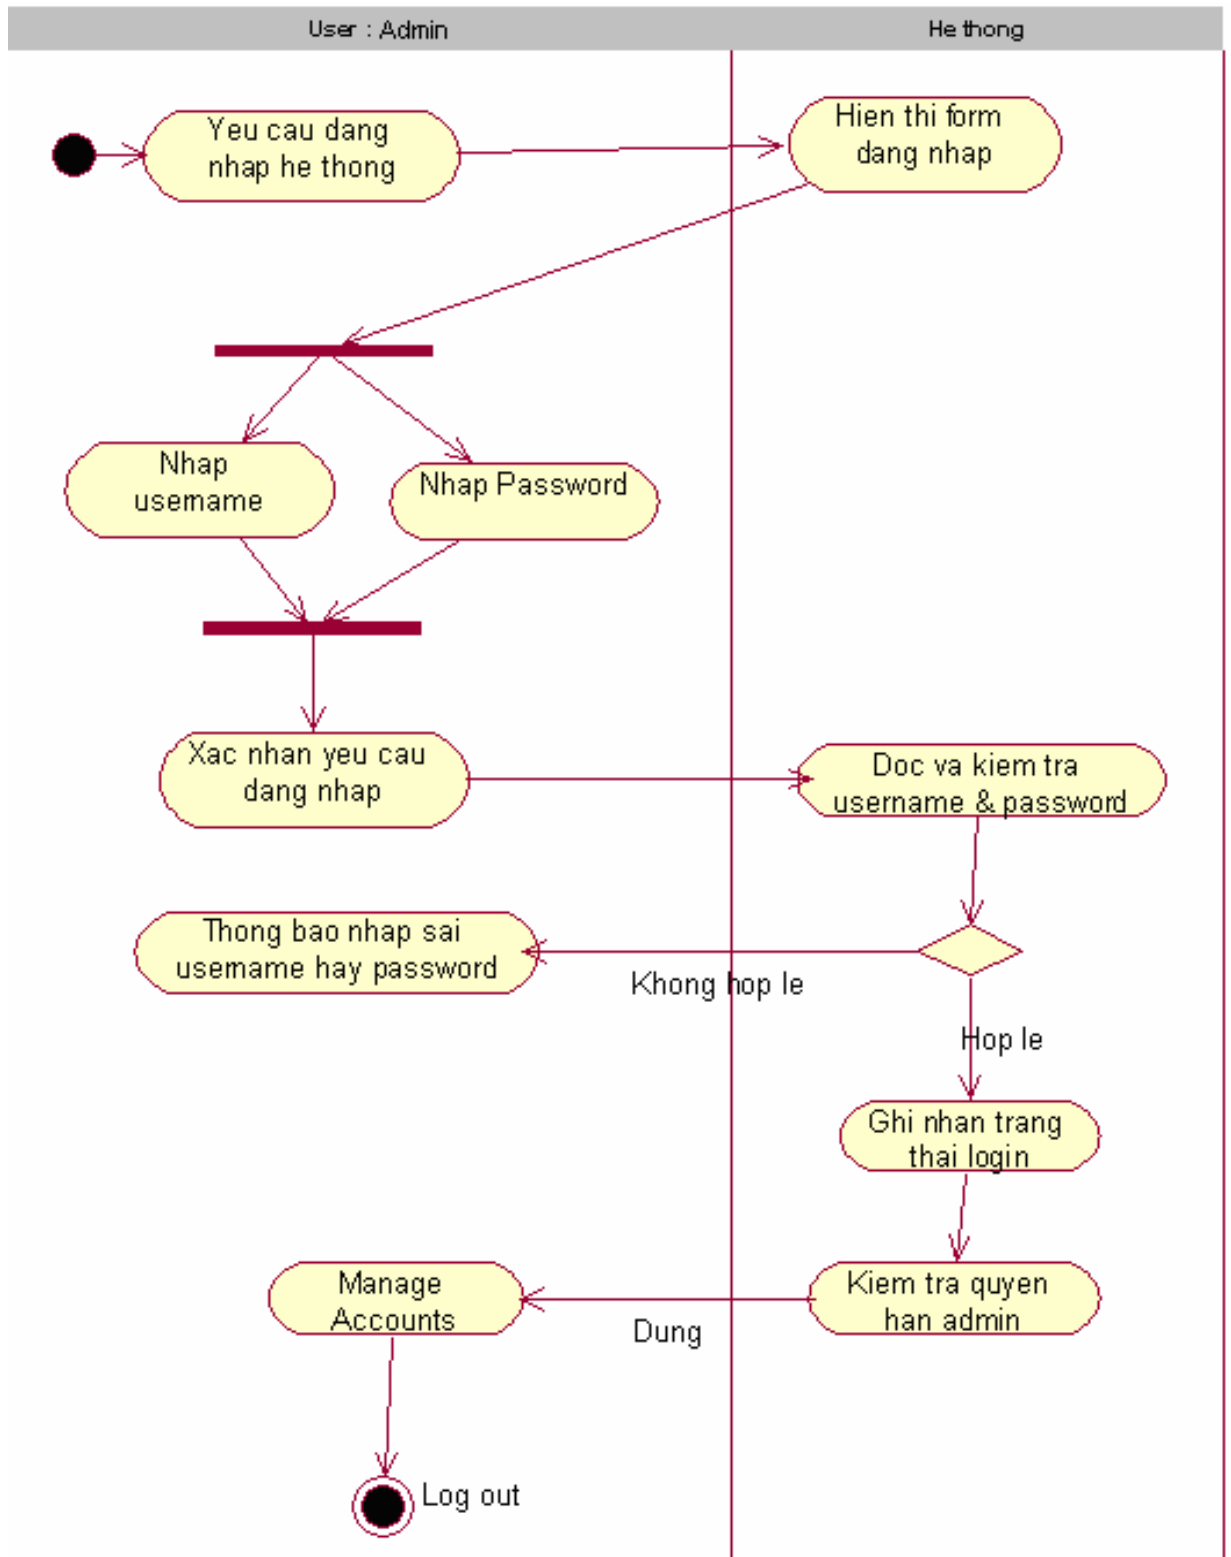 User : Admin
He thong
Yeu cau dang
nhap he thong
Hien thi form
dang nhap
Nhap
username
Nhap Password
Xac nhan yeu cau
dang nhap
Doc va kiem tra
username & password
Thong bao nhap sai
username hay password
Khong hop le
Hop le
Ghi nhan trang
thai login
Kiem tra quyen
han admin
Manage
Accounts
Dung
Log out